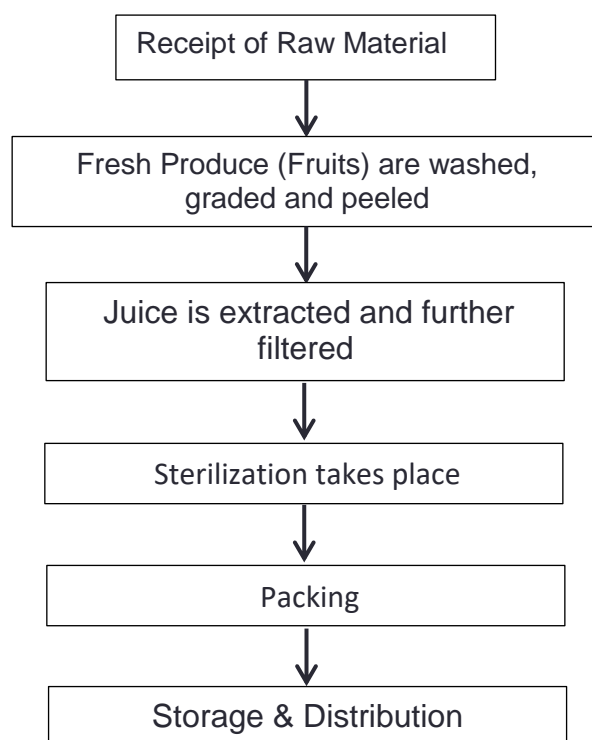 Receipt of Raw Material
Fresh Produce (Fruits) are washed,
graded and peeled
Juice is extracted and further
filtered
Sterilization takes place
Packing
Storage & Distribution